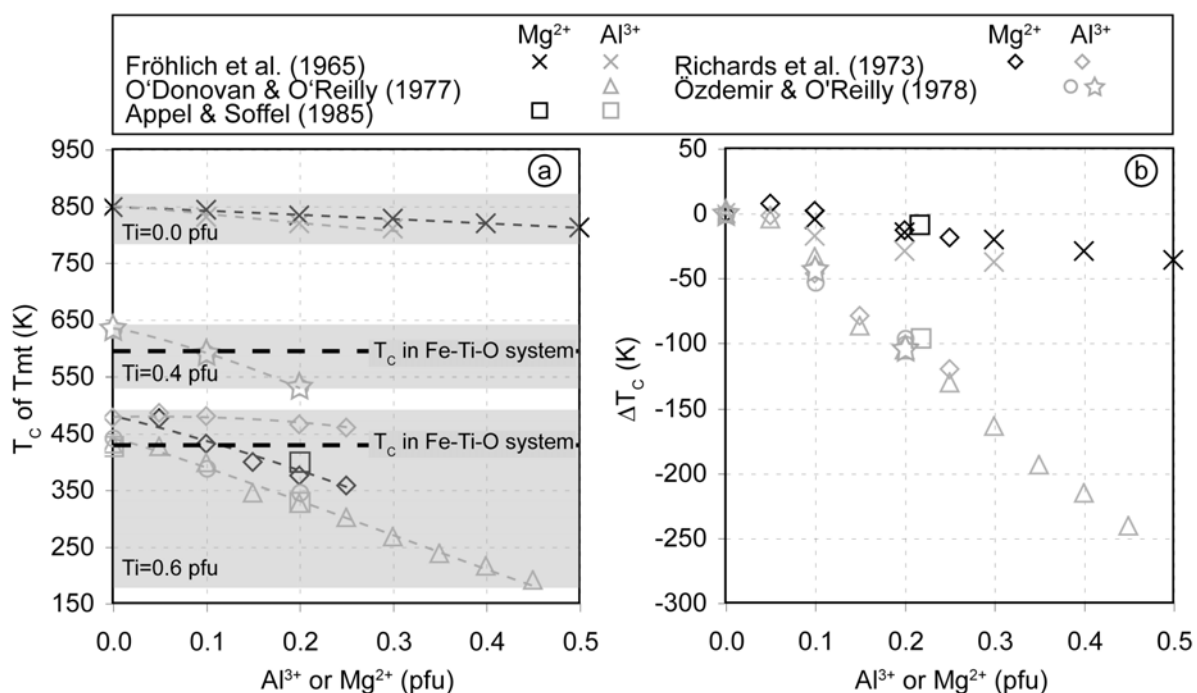 Mg²⁺ Al³⁺ Mg²⁺ Al³⁺
Fröhlich et al. (1965) Richards et al. (1973)
O‘Donovan & O‘Reilly (1977) Özdemir & O'Reilly (1978)
Appel & Soffel (1985)
a
950
850
750
650
550
450
350
250
150
Tc of Tmt (K)
Ti=0.0 pfu
Tc in Fe-Ti-O system
Ti=0.4 pfu
Tc in Fe-Ti-O system
Ti=0.6 pfu
0.0 0.1 0.2 0.3 0.4 0.5
Al³⁺ or Mg²⁺ (pfu)
b
50
0
-50
-100
-150
-200
-250
-300
ΔTc (K)
0.0 0.1 0.2 0.3 0.4 0.5
Al³⁺ or Mg²⁺ (pfu)